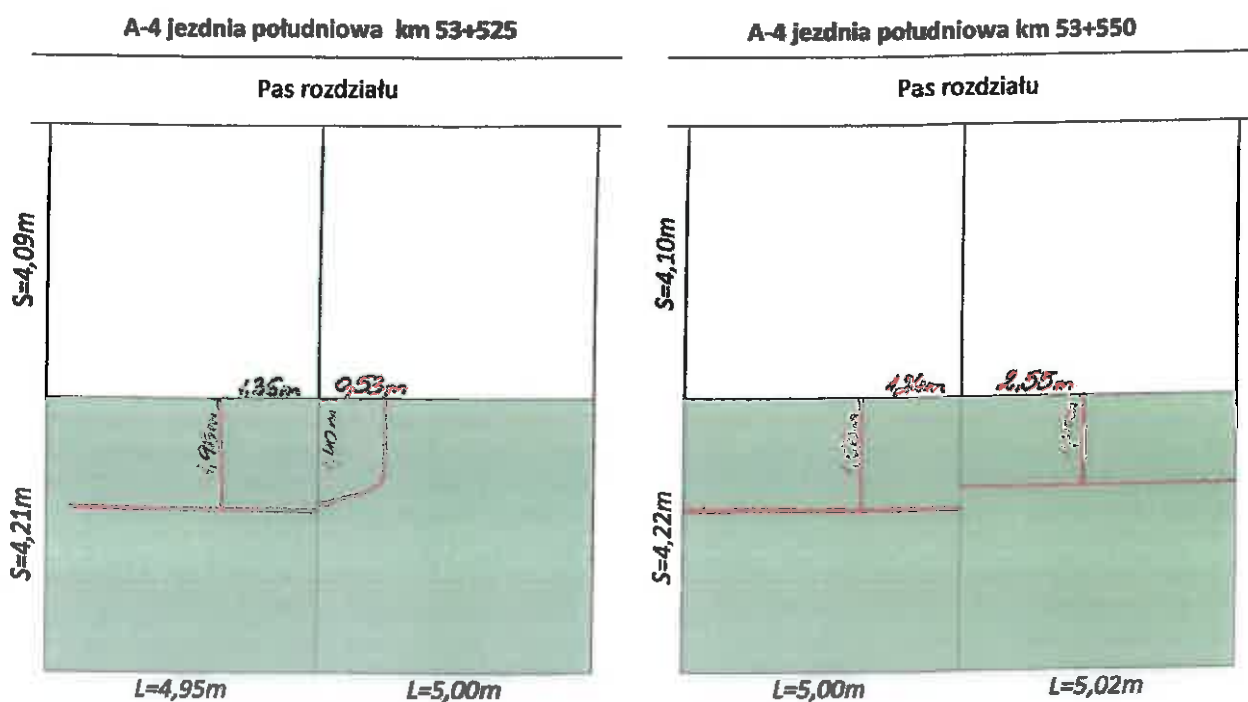 A-4 jezdnia południowa km 53+525
Pas rozdziału
S=4,09m
1,35m 0,53m
S=4,21m
L=4,95m L=5,00m
A-4 jezdnia południowa km 53+550
Pas rozdziału
S=4,10m
2,55m
S=4,22m
L=5,00m L=5,02m